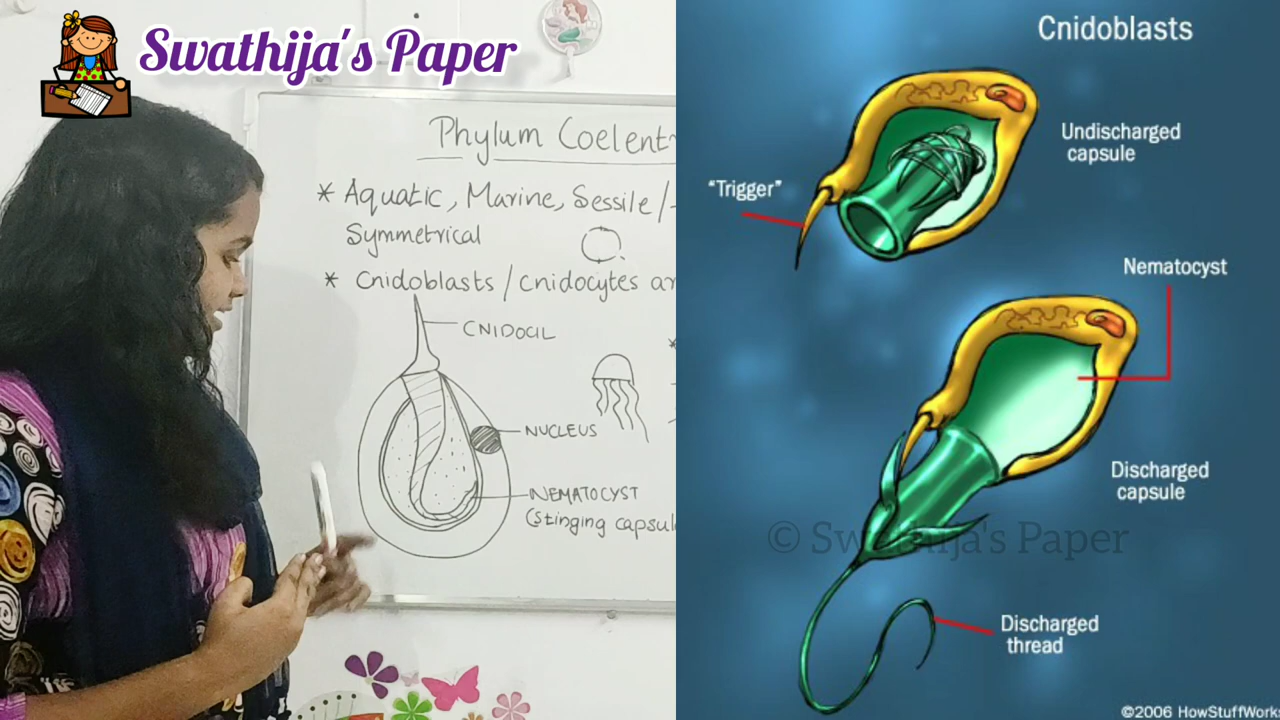 Swathija's Paper
Phylum Coelent
* Aquatic, Marine, Sessile /
Symmetrical
* Cnidoblasts / cnidocytes ar
CNIDOCIL
NUCLEUS
NEMATOCYST
(Stinging capsul
Cnidoblasts
Undischarged
capsule
"Trigger"
Nematocyst
Discharged
capsule
© Swathija's Paper
Discharged
thread
©2006 HowStuffWorks